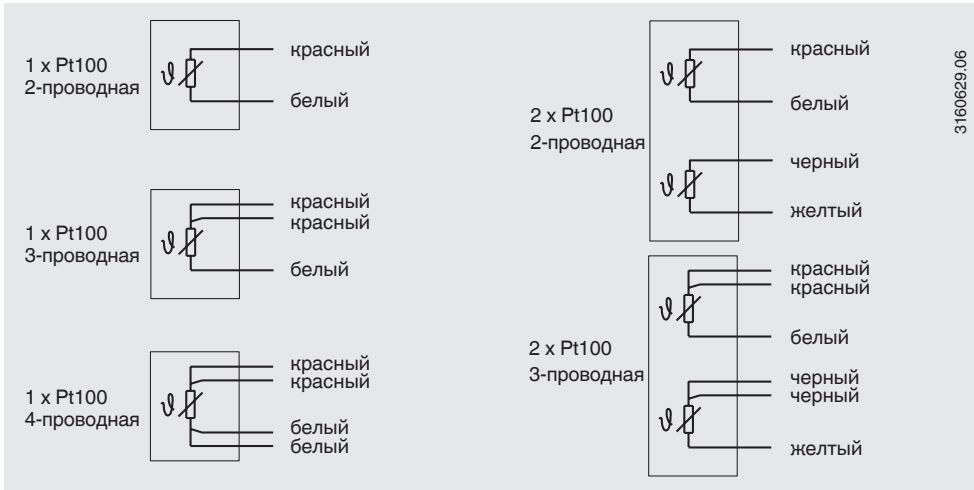 1 x Pt100
2-проводная
красный
белый
1 x Pt100
3-проводная
красный
красный
белый
1 x Pt100
4-проводная
красный
красный
белый
белый
2 x Pt100
2-проводная
красный
белый
черный
желтый
2 x Pt100
3-проводная
красный
красный
белый
черный
черный
желтый
3160629.06
ϑ
ϑ
ϑ
ϑ
ϑ
ϑ
ϑ